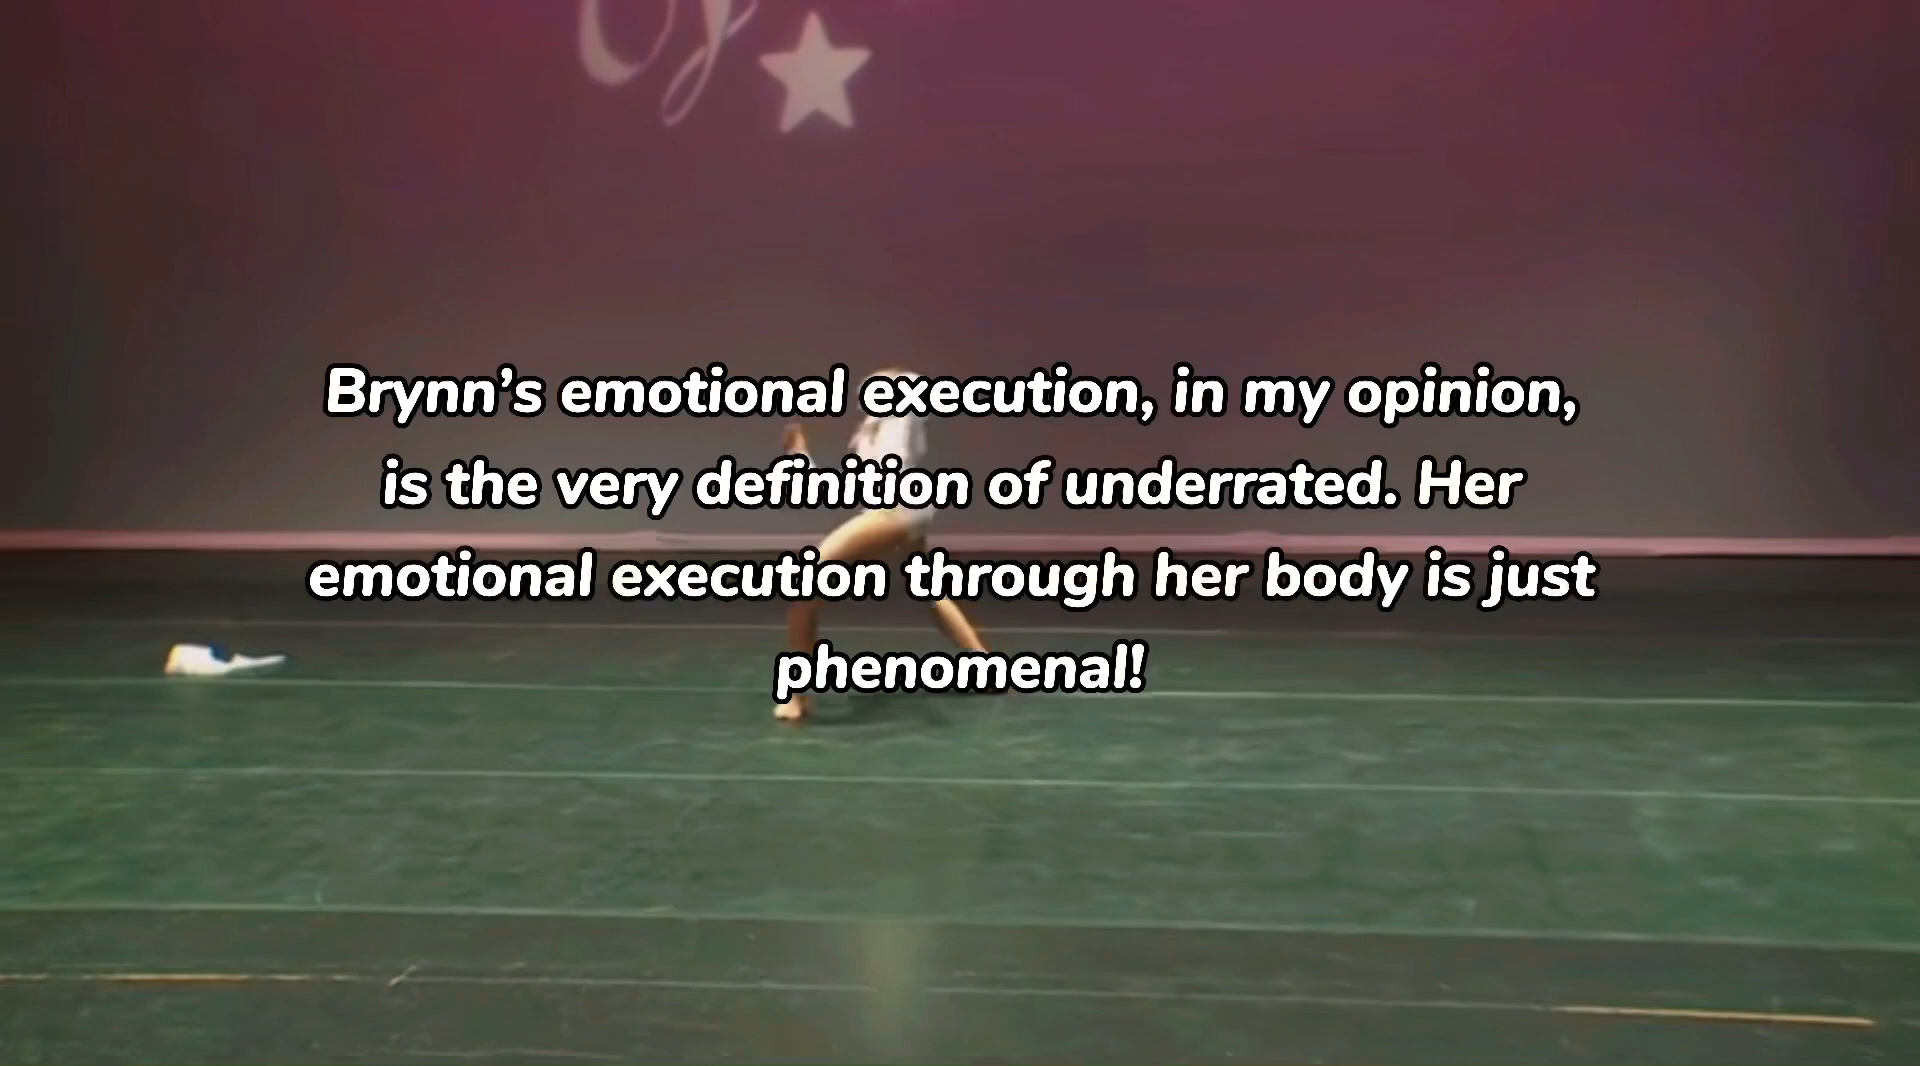 Brynn’s emotional execution, in my opinion,
is the very definition of underrated. Her
emotional execution through her body is just
phenomenal!